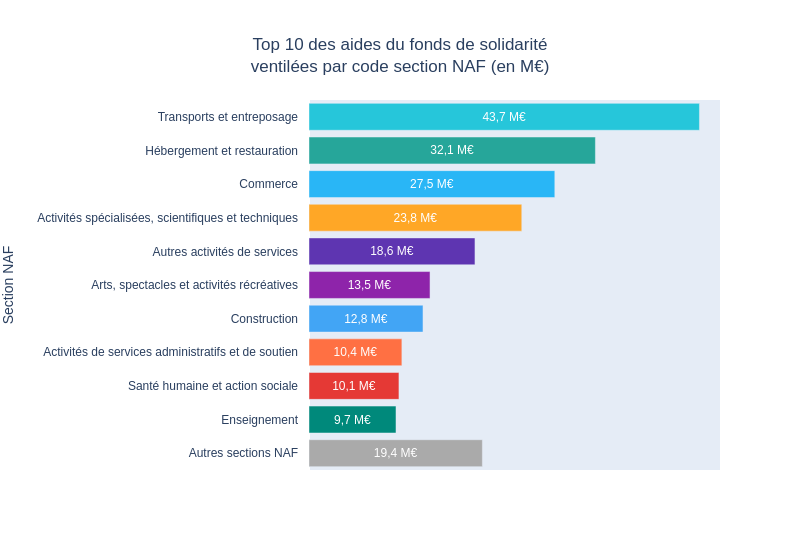 Top 10 des aides du fonds de solidarité
ventilées par code section NAF (en M€)
Section NAF
Transports et entreposage 43,7 M€
Hébergement et restauration 32,1 M€
Commerce 27,5 M€
Activités spécialisées, scientifiques et techniques 23,8 M€
Autres activités de services 18,6 M€
Arts, spectacles et activités récréatives 13,5 M€
Construction 12,8 M€
Activités de services administratifs et de soutien 10,4 M€
Santé humaine et action sociale 10,1 M€
Enseignement 9,7 M€
Autres sections NAF 19,4 M€